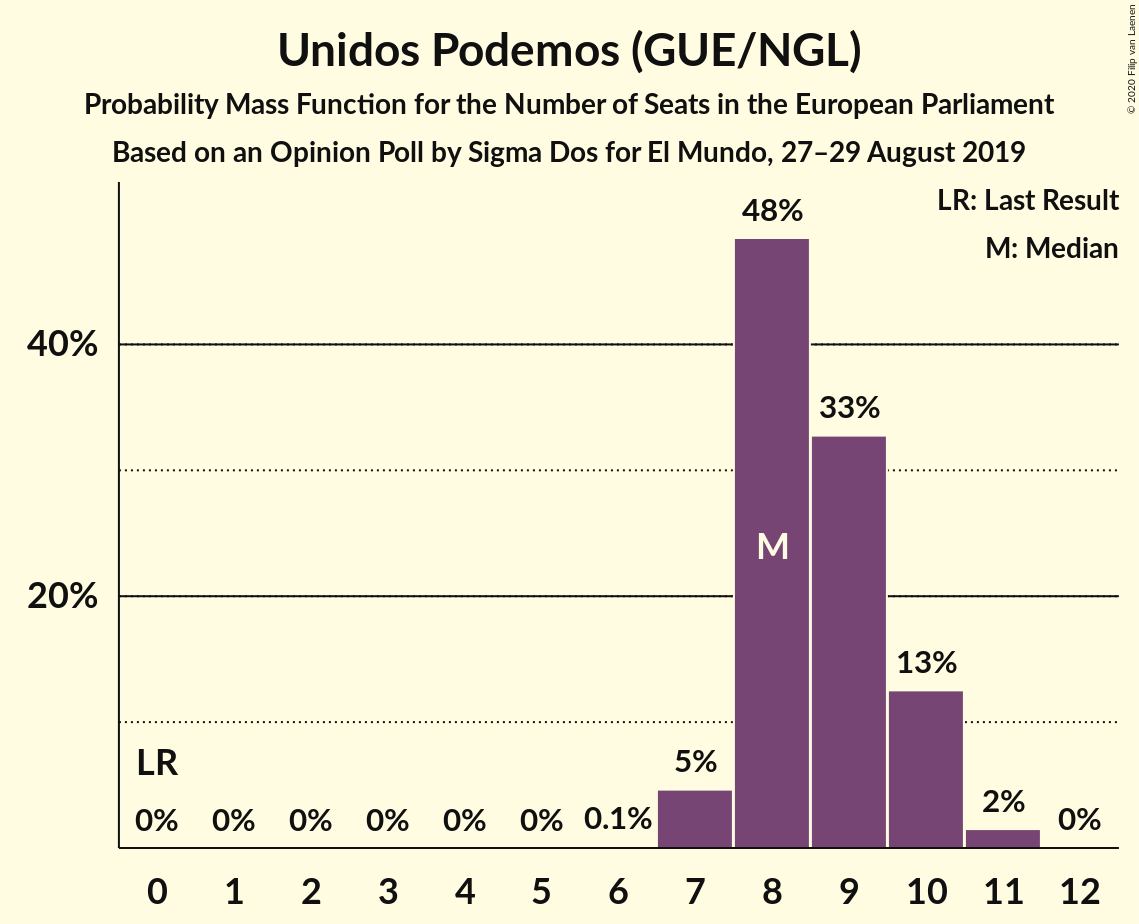 Unidos Podemos (GUE/NGL)
Probability Mass Function for the Number of Seats in the European Parliament
Based on an Opinion Poll by Sigma Dos for El Mundo, 27–29 August 2019
© 2020 Filip van Laenen
LR: Last Result
M: Median
48%
40%
33%
M
20%
13%
LR
5%
2%
0% 0% 0% 0% 0% 0% 0.1% 0%
0 1 2 3 4 5 6 7 8 9 10 11 12